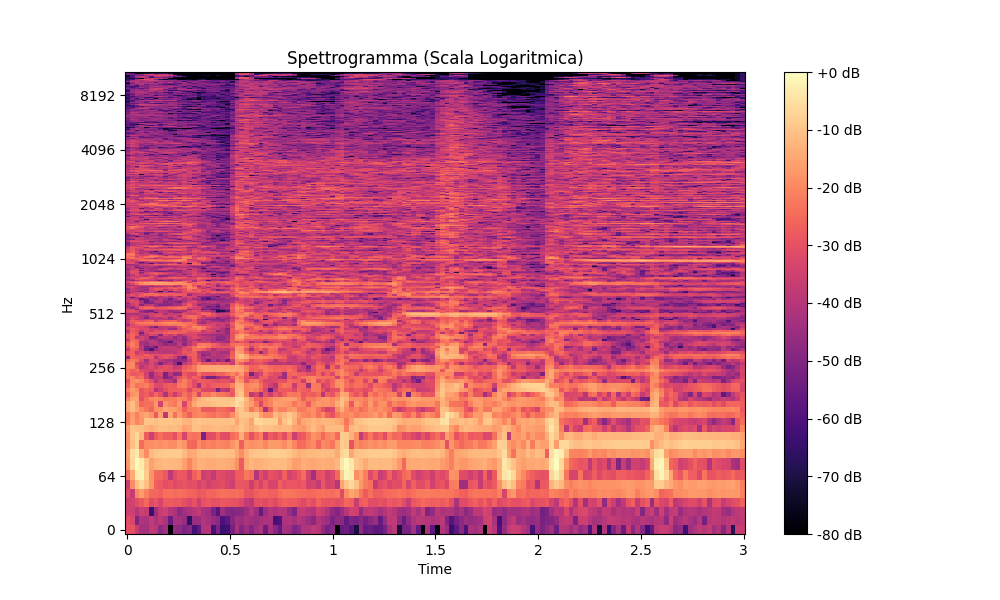 Spettrogramma (Scala Logaritmica)
Hz
8192
4096
2048
1024
512
256
128
64
0
0 0.5 1 1.5 2 2.5 3
Time
+0 dB
-10 dB
-20 dB
-30 dB
-40 dB
-50 dB
-60 dB
-70 dB
-80 dB